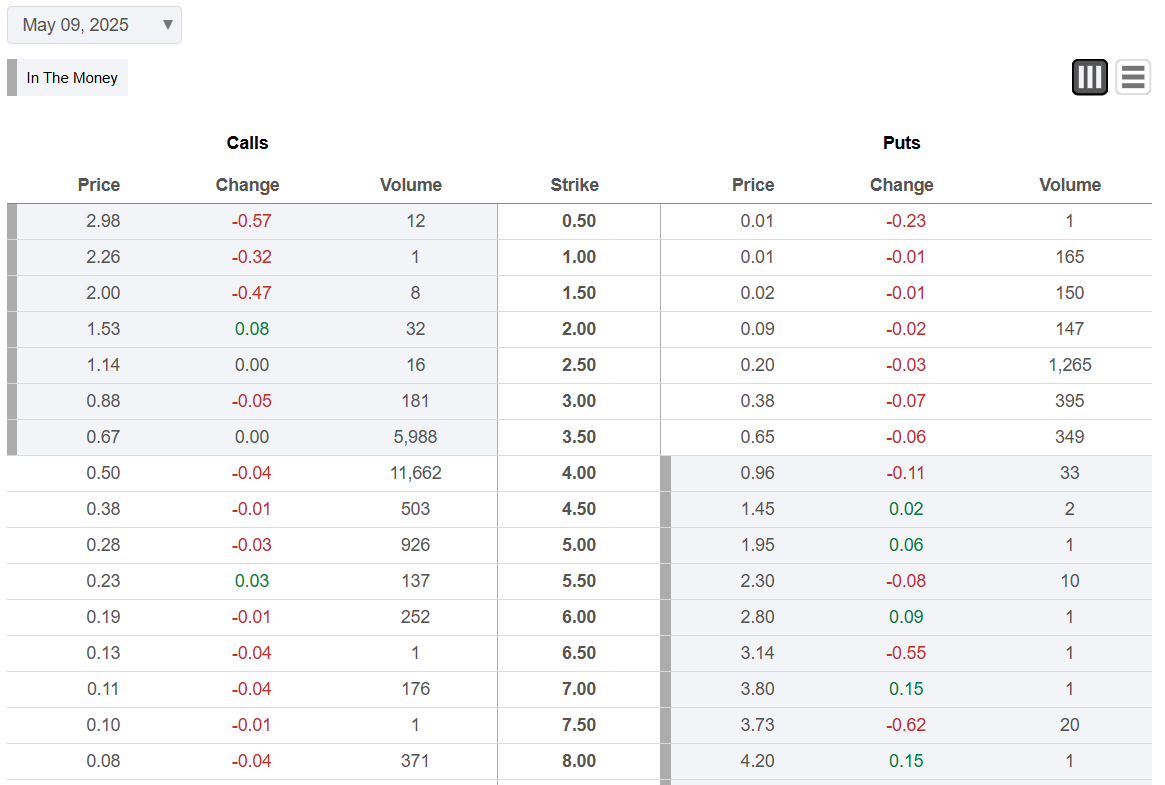 May 09, 2025 ▼
In The Money
Calls Puts
Price Change Volume Strike Price Change Volume
2.98 -0.57 12 0.50 0.01 -0.23 1
2.26 -0.32 1 1.00 0.01 -0.01 165
2.00 -0.47 8 1.50 0.02 -0.01 150
1.53 0.08 32 2.00 0.09 -0.02 147
1.14 0.00 16 2.50 0.20 -0.03 1,265
0.88 -0.05 181 3.00 0.38 -0.07 395
0.67 0.00 5,988 3.50 0.65 -0.06 349
0.50 -0.04 11,662 4.00 0.96 -0.11 33
0.38 -0.01 503 4.50 1.45 0.02 2
0.28 -0.03 926 5.00 1.95 0.06 1
0.23 0.03 137 5.50 2.30 -0.08 10
0.19 -0.01 252 6.00 2.80 0.09 1
0.13 -0.04 1 6.50 3.14 -0.55 1
0.11 -0.04 176 7.00 3.80 0.15 1
0.10 -0.01 1 7.50 3.73 -0.62 20
0.08 -0.04 371 8.00 4.20 0.15 1